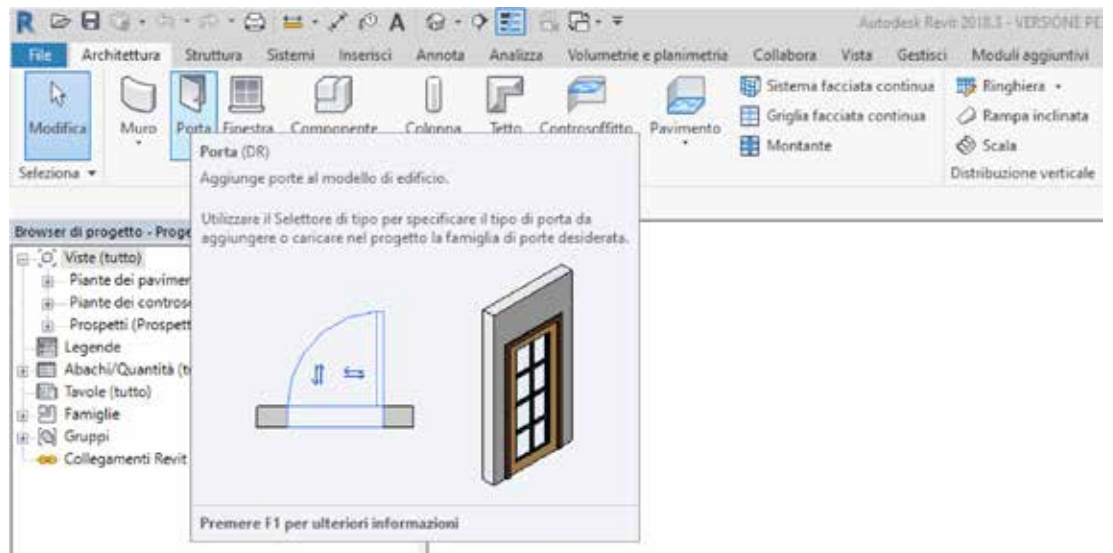 R A Autodesk Revit 2018.3 - VERSIONE PE
File Architettura Struttura Sistemi Inserisci Annota Analizza Volumetrie e planimetria Collabora Vista Gestisci Moduli aggiuntivi
Modifica Muro Porta Finestra Componente Colonna Tetto Controsoffitto Pavimento
Sistema facciata continua
Griglia facciata continua
Montante
Ringhiera
Rampa inclinata
Scala
Seleziona
Distribuzione verticale
Porta (DR)
Aggiunge porte al modello di edificio.
Utilizzare il Selettore di tipo per specificare il tipo di porta da
aggiungere o caricare nel progetto la famiglia di porte desiderata.
Premere F1 per ulteriori informazioni
Browser di progetto - Proge
Viste (tutto)
Piante dei pavimen
Piante dei controso
Prospetti (Prospett
Legende
Abachi/Quantità (t
Tavole (tutto)
Famiglie
Gruppi
Collegamenti Revit